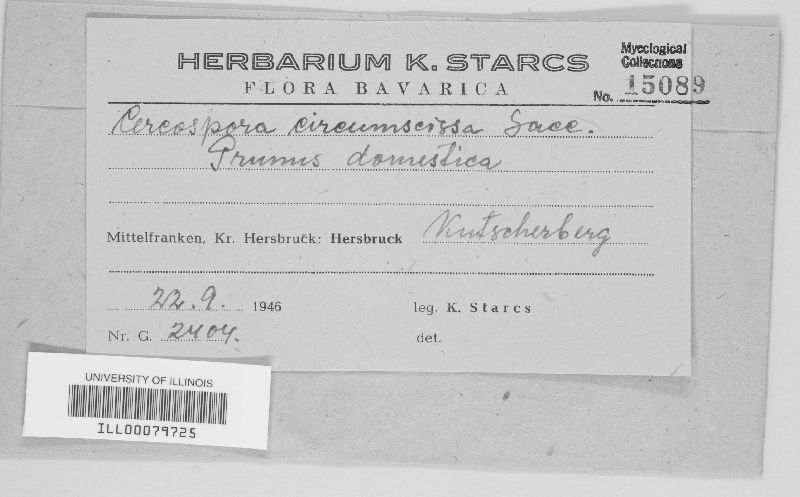 HERBARIUM K. STARCS
FLORA BAVARICA
Mycological
Collections
No. 15089
Cercospora circumscissa Sacc.
Prunus domestica
Mittelfranken, Kr. Hersbruck: Hersbruck Kutscherberg
22.9. 1946
leg. K. Starcs
Nr. G. 2404.
det.
UNIVERSITY OF ILLINOIS
ILL00079725